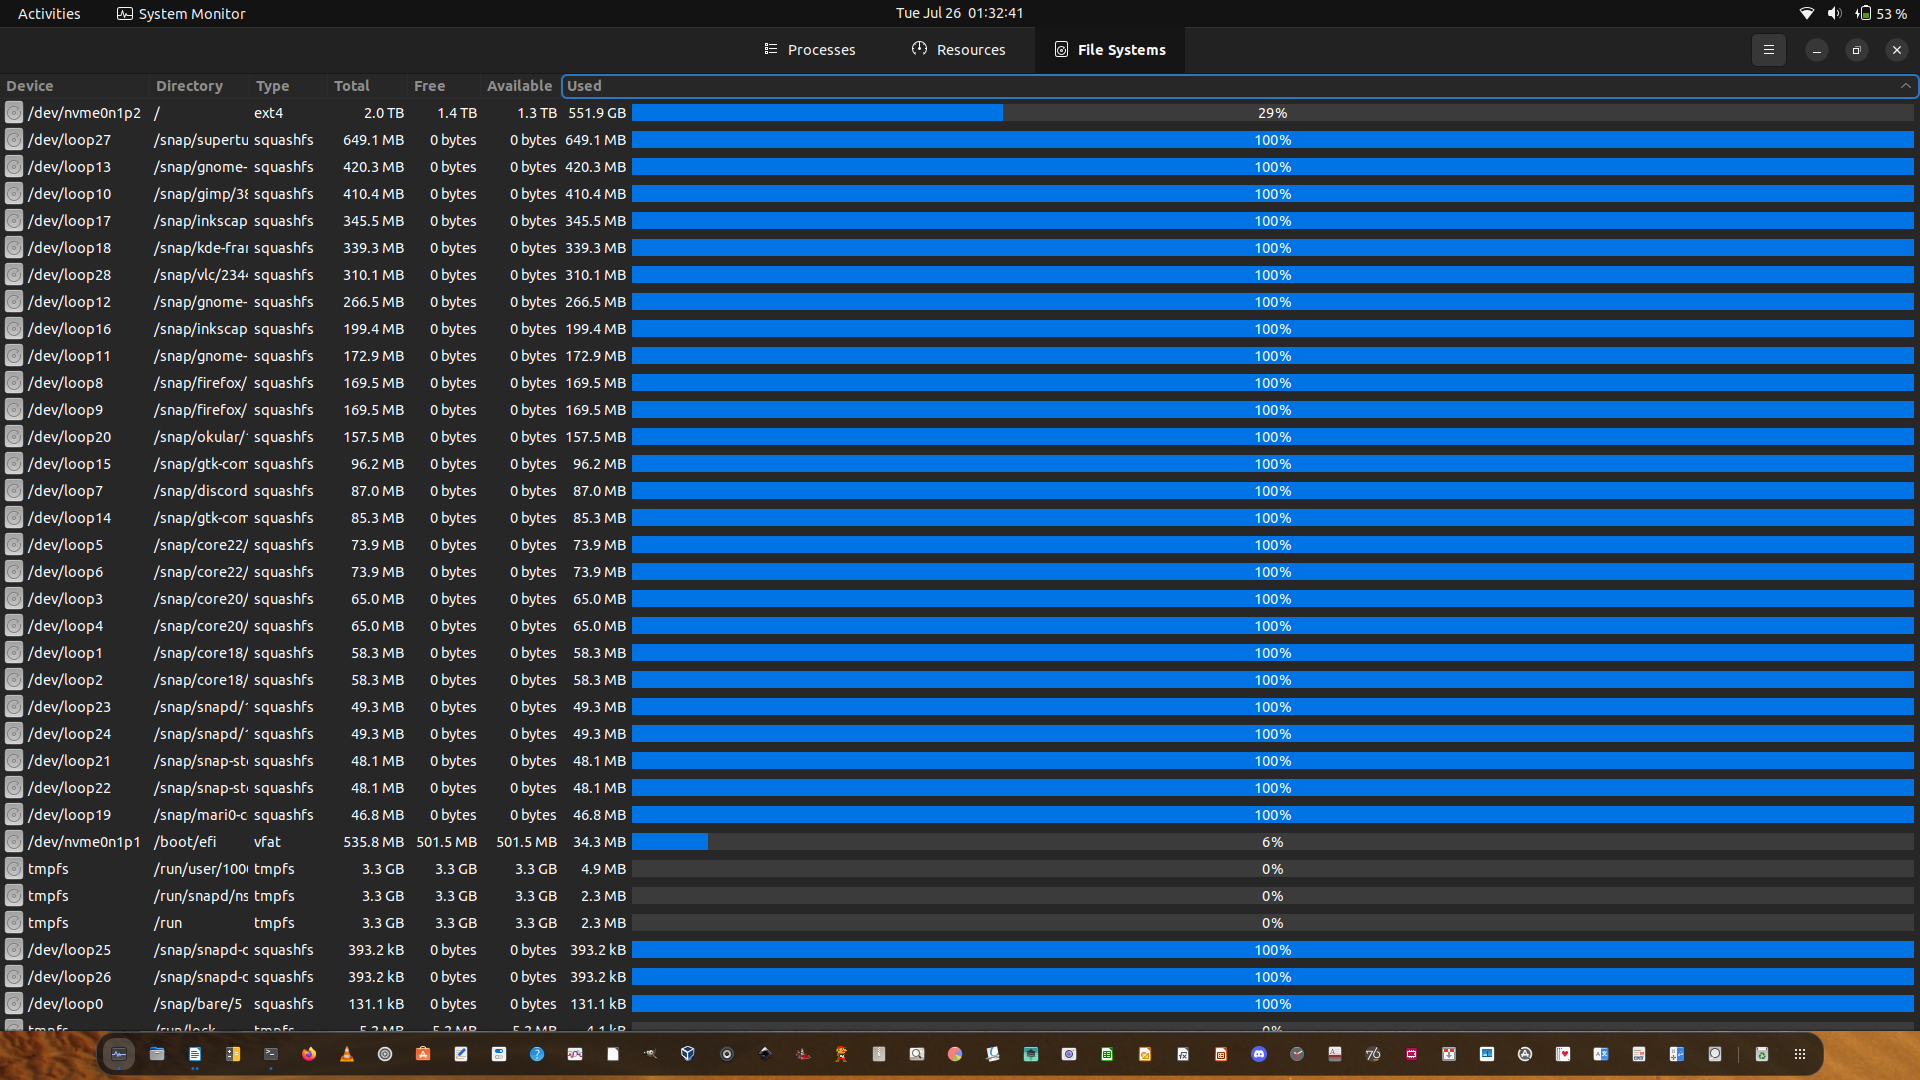 Activities System Monitor Tue Jul 26 01:32:41 53 %
Processes Resources File Systems
Device Directory Type Total Free Available Used
/dev/nvme0n1p2 / ext4 2.0 TB 1.4 TB 1.3 TB 551.9 GB 29%
/dev/loop27 /snap/supertu squashfs 649.1 MB 0 bytes 0 bytes 649.1 MB 100%
/dev/loop13 /snap/gnome- squashfs 420.3 MB 0 bytes 0 bytes 420.3 MB 100%
/dev/loop10 /snap/gimp/38 squashfs 410.4 MB 0 bytes 0 bytes 410.4 MB 100%
/dev/loop17 /snap/inkscap squashfs 345.5 MB 0 bytes 0 bytes 345.5 MB 100%
/dev/loop18 /snap/kde-fra squashfs 339.3 MB 0 bytes 0 bytes 339.3 MB 100%
/dev/loop28 /snap/vlc/2344 squashfs 310.1 MB 0 bytes 0 bytes 310.1 MB 100%
/dev/loop12 /snap/gnome- squashfs 266.5 MB 0 bytes 0 bytes 266.5 MB 100%
/dev/loop16 /snap/inkscap squashfs 199.4 MB 0 bytes 0 bytes 199.4 MB 100%
/dev/loop11 /snap/gnome- squashfs 172.9 MB 0 bytes 0 bytes 172.9 MB 100%
/dev/loop8 /snap/firefox/ squashfs 169.5 MB 0 bytes 0 bytes 169.5 MB 100%
/dev/loop9 /snap/firefox/ squashfs 169.5 MB 0 bytes 0 bytes 169.5 MB 100%
/dev/loop20 /snap/okular/ squashfs 157.5 MB 0 bytes 0 bytes 157.5 MB 100%
/dev/loop15 /snap/gtk-com squashfs 96.2 MB 0 bytes 0 bytes 96.2 MB 100%
/dev/loop7 /snap/discord squashfs 87.0 MB 0 bytes 0 bytes 87.0 MB 100%
/dev/loop14 /snap/gtk-com squashfs 85.3 MB 0 bytes 0 bytes 85.3 MB 100%
/dev/loop5 /snap/core22/ squashfs 73.9 MB 0 bytes 0 bytes 73.9 MB 100%
/dev/loop6 /snap/core22/ squashfs 73.9 MB 0 bytes 0 bytes 73.9 MB 100%
/dev/loop3 /snap/core20/ squashfs 65.0 MB 0 bytes 0 bytes 65.0 MB 100%
/dev/loop4 /snap/core20/ squashfs 65.0 MB 0 bytes 0 bytes 65.0 MB 100%
/dev/loop1 /snap/core18/ squashfs 58.3 MB 0 bytes 0 bytes 58.3 MB 100%
/dev/loop2 /snap/core18/ squashfs 58.3 MB 0 bytes 0 bytes 58.3 MB 100%
/dev/loop23 /snap/snapd/1 squashfs 49.3 MB 0 bytes 0 bytes 49.3 MB 100%
/dev/loop24 /snap/snapd/1 squashfs 49.3 MB 0 bytes 0 bytes 49.3 MB 100%
/dev/loop21 /snap/snap-sto squashfs 48.1 MB 0 bytes 0 bytes 48.1 MB 100%
/dev/loop22 /snap/snap-sto squashfs 48.1 MB 0 bytes 0 bytes 48.1 MB 100%
/dev/loop19 /snap/mari0-c squashfs 46.8 MB 0 bytes 0 bytes 46.8 MB 100%
/dev/nvme0n1p1 /boot/efi vfat 535.8 MB 501.5 MB 501.5 MB 34.3 MB 6%
tmpfs /run/user/1000 tmpfs 3.3 GB 3.3 GB 3.3 GB 4.9 MB 0%
tmpfs /run/snapd/ns tmpfs 3.3 GB 3.3 GB 3.3 GB 2.3 MB 0%
tmpfs /run tmpfs 3.3 GB 3.3 GB 3.3 GB 2.3 MB 0%
/dev/loop25 /snap/snapd-c squashfs 393.2 kB 0 bytes 0 bytes 393.2 kB 100%
/dev/loop26 /snap/snapd-c squashfs 393.2 kB 0 bytes 0 bytes 393.2 kB 100%
/dev/loop0 /snap/bare/5 squashfs 131.1 kB 0 bytes 0 bytes 131.1 kB 100%
tmpfs /run/lock tmpfs 5.2 MB 5.2 MB 5.2 MB 4.1 kB 0%